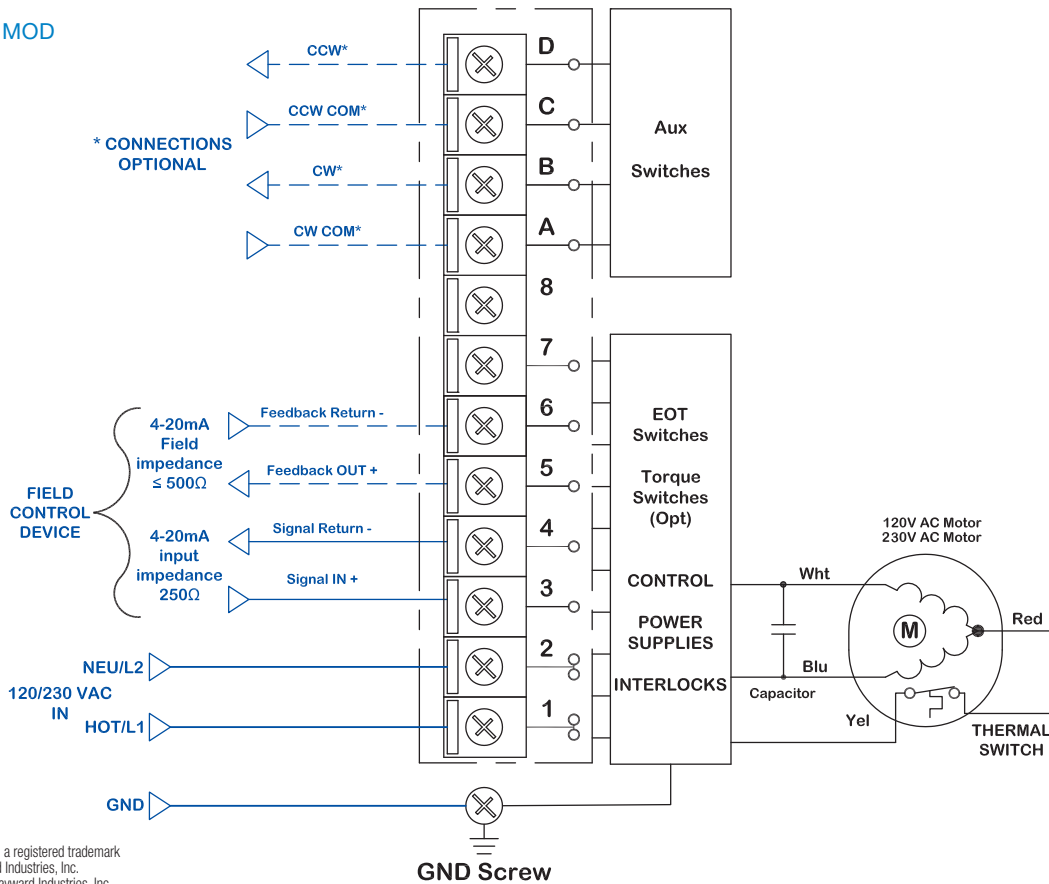 MOD
CCW*
D
CCW COM*
C
* CONNECTIONS
OPTIONAL
CW*
B
CW COM*
A
Aux
Switches
8
7
Feedback Return -
6
Feedback OUT +
5
Signal Return -
4
Signal IN +
3
4-20mA
Field
impedance
≤ 500Ω
FIELD
CONTROL
DEVICE
4-20mA
input
impedance
250Ω
NEU/L2
2
120/230 VAC
IN
HOT/L1
1
EOT
Switches
Torque
Switches
(Opt)
CONTROL
POWER
SUPPLIES
INTERLOCKS
120V AC Motor
230V AC Motor
Wht
M
Red
Blu
Capacitor
Yel
THERMAL
SWITCH
GND
GND Screw
a registered trademark
Industries, Inc.
Industries, Inc.